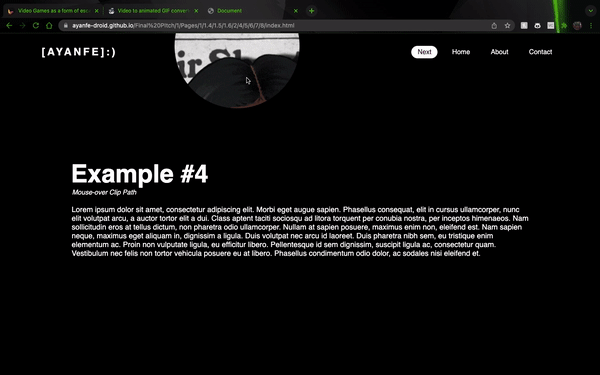 Video Games as a form of esc
Video to animated GIF conver
Document
ayanfe-droid.github.io/Final%20Pitch/1/Pages/1/1.4/1.5/1.6/2/4/5/6/7/8/index.html
[AYANFE]:)
Next
Home
About
Contact
Example #4
Mouse-over Clip Path
Lorem ipsum dolor sit amet, consectetur adipiscing elit. Morbi eget augue sapien. Phasellus consequat, elit in cursus ullamcorper, nunc
elit volutpat arcu, a auctor tortor elit a dui. Class aptent taciti sociosqu ad litora torquent per conubia nostra, per inceptos himenaeos. Nam
sollicitudin eros at tellus dictum, non pharetra odio ullamcorper. Nullam at sapien posuere, maximus enim non, eleifend est. Nam sapien
neque, maximus eget aliquam in, dignissim a ligula. Duis volutpat nec arcu id laoreet. Duis pharetra nibh sem, eu tristique enim
elementum ac. Proin non vulputate ligula, eu efficitur libero. Pellentesque id sem dignissim, suscipit ligula ac, consectetur quam.
Vestibulum nec felis non tortor vehicula posuere eu at libero. Phasellus condimentum odio dolor, ac sodales nisi eleifend et.